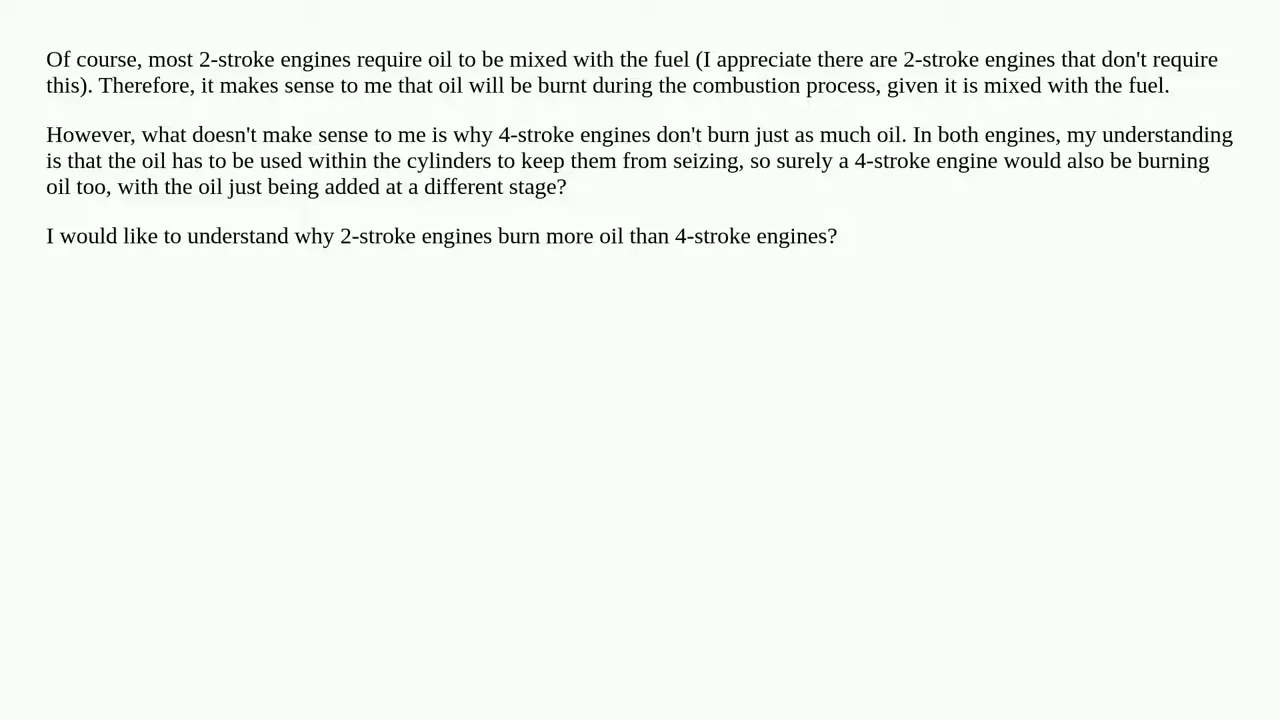 Of course, most 2-stroke engines require oil to be mixed with the fuel (I appreciate there are 2-stroke engines that don't require
this). Therefore, it makes sense to me that oil will be burnt during the combustion process, given it is mixed with the fuel.
However, what doesn't make sense to me is why 4-stroke engines don't burn just as much oil. In both engines, my understanding
is that the oil has to be used within the cylinders to keep them from seizing, so surely a 4-stroke engine would also be burning
oil too, with the oil just being added at a different stage?
I would like to understand why 2-stroke engines burn more oil than 4-stroke engines?